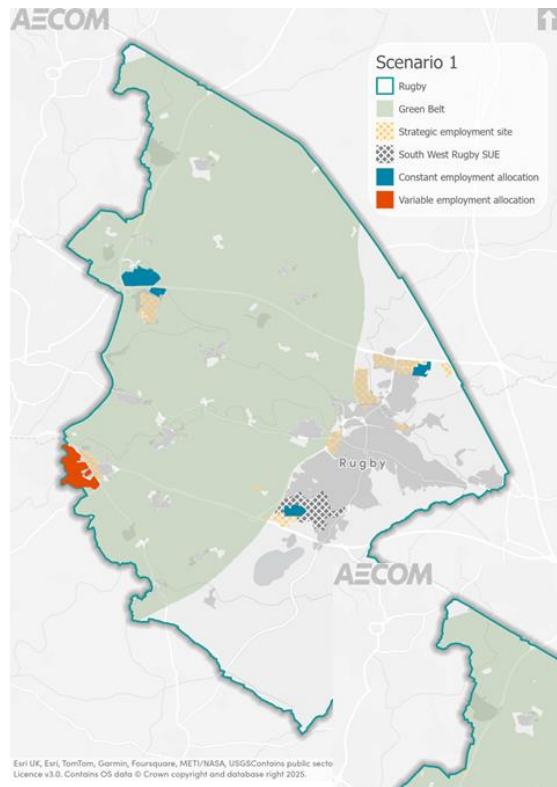 AECOM
Scenario 1
Rugby
Green Belt
Strategic employment site
South West Rugby SUE
Constant employment allocation
Variable employment allocation
Rugby
AECOM
Esri UK, Esri, TomTom, Garmin, Foursquare, METI/NASA, USGSContains public secto
Licence v3.0. Contains OS data © Crown copyright and database right 2025.